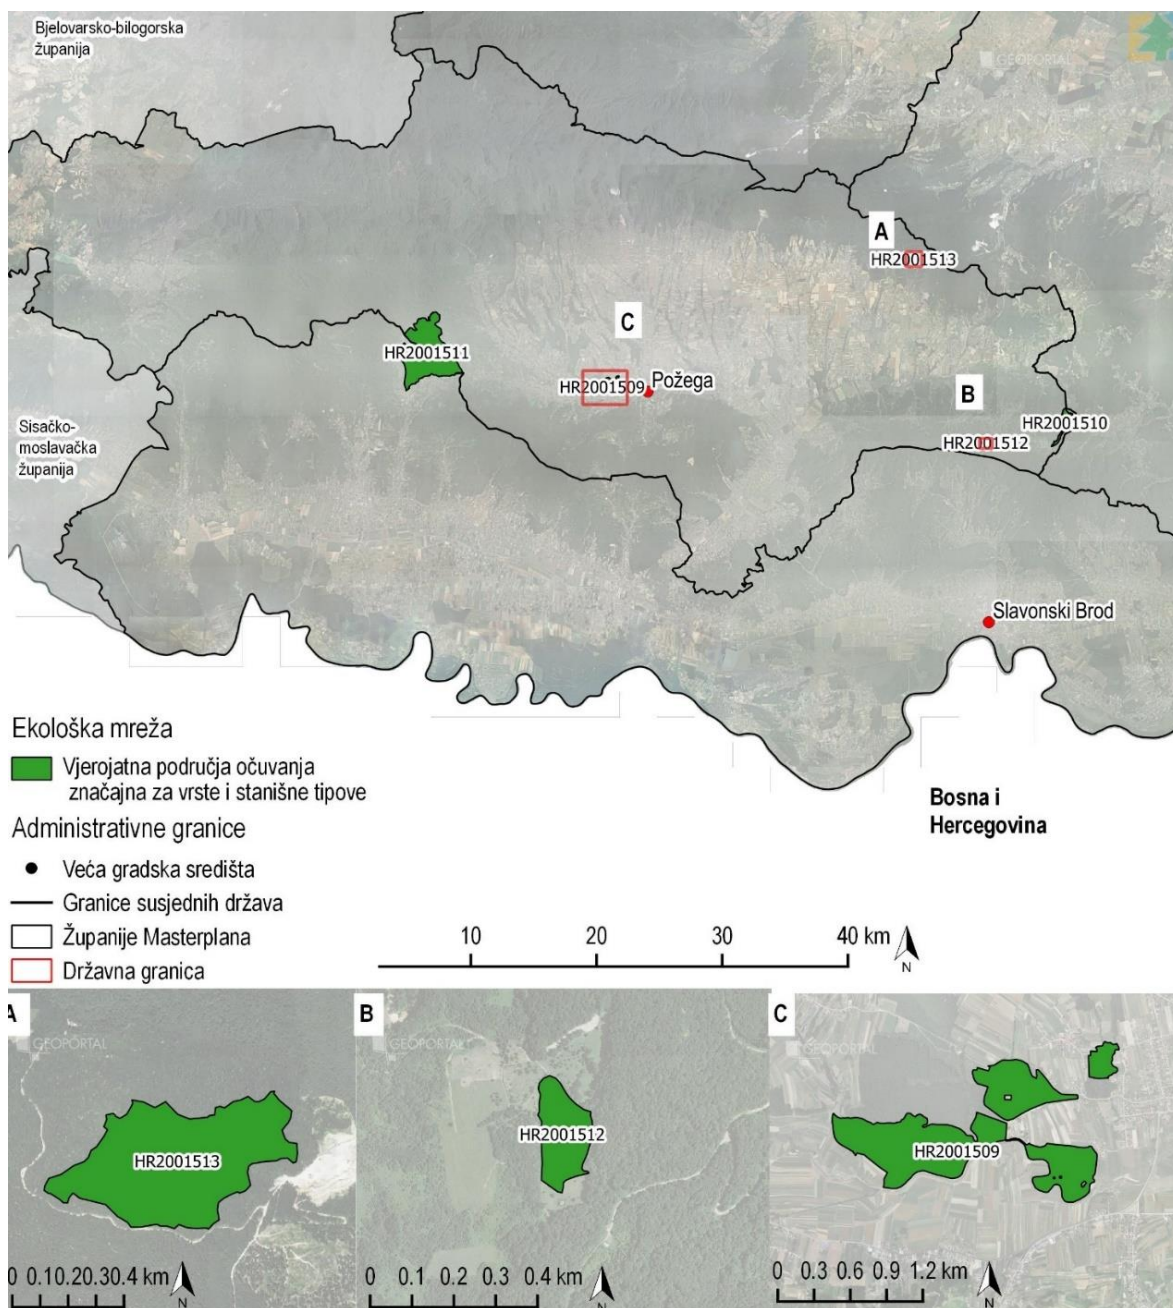 Bjelovarsko-bilogorska
županija
GEOPORTAL
A
HR2001513
C
HR2001511
HR2001509
Požega
B
HR2001510
HR2001512
Sisačko-
moslavačka
županija
Slavonski Brod
Bosna i
Hercegovina
Ekološka mreža
Vjerojatna područja očuvanja
značajna za vrste i stanišne tipove
Administrativne granice
Veća gradska središta
Granice susjednih država
Županije Masterplana
Državna granica
10 20 30 40 km
N
A
GEOPORTAL
HR2001513
0 0.10.20.30.4 km
N
B
GEOPORTAL
HR2001512
0 0.1 0.2 0.3 0.4 km
N
C
GEOPORTAL
HR2001509
0 0.3 0.6 0.9 1.2 km
N